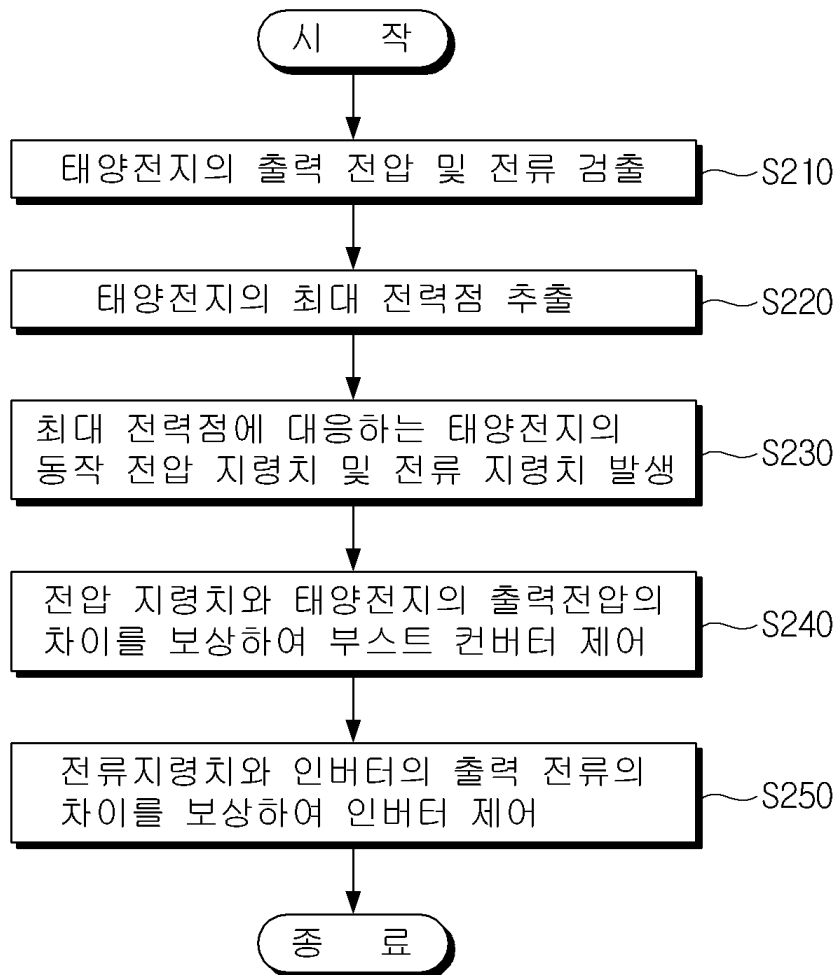 시 작
태양전지의 출력 전압 및 전류 검출
S210
태양전지의 최대 전력점 추출
S220
최대 전력점에 대응하는 태양전지의
동작 전압 지령치 및 전류 지령치 발생
S230
전압 지령치와 태양전지의 출력전압의
차이를 보상하여 부스트 컨버터 제어
S240
전류지령치와 인버터의 출력 전류의
차이를 보상하여 인버터 제어
S250
종 료